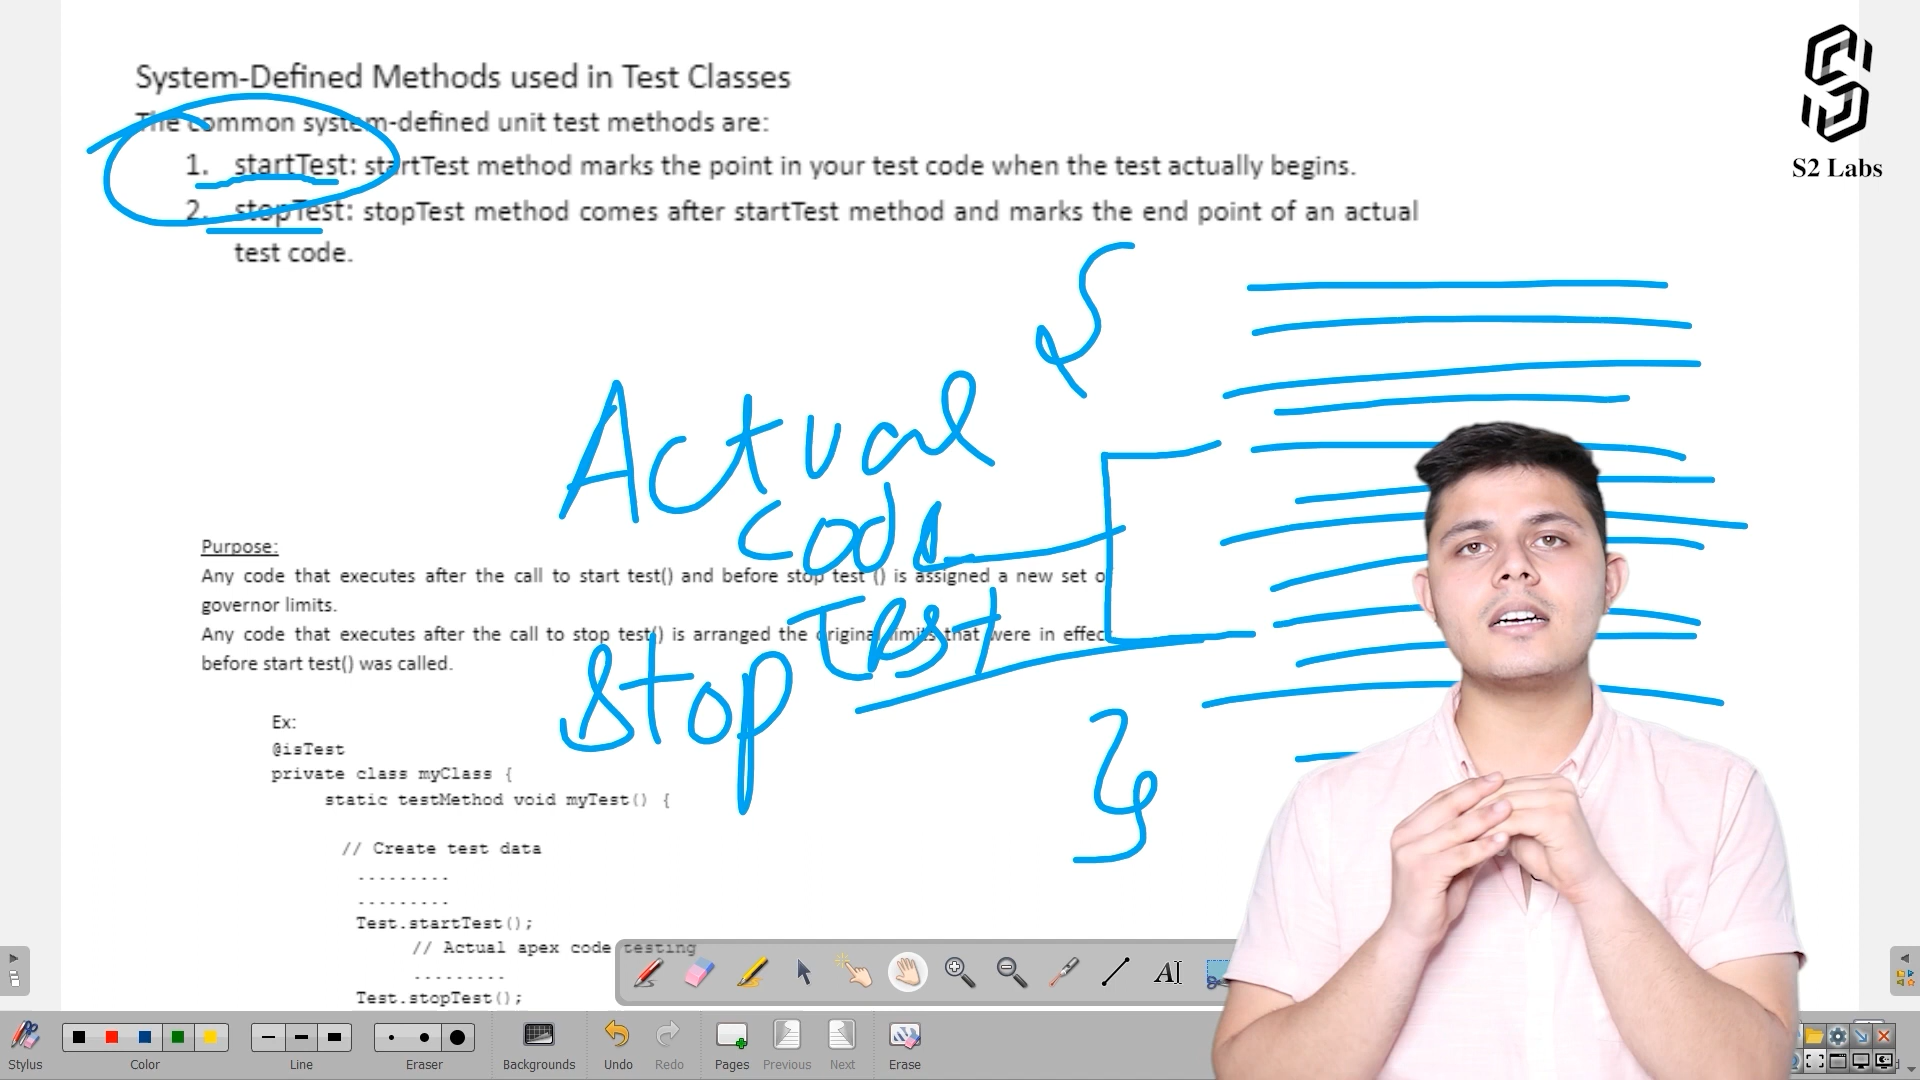 System-Defined Methods used in Test Classes
The common system-defined unit test methods are:
1. startTest: startTest method marks the point in your test code when the test actually begins.
2. stopTest: stopTest method comes after startTest method and marks the end point of an actual
test code.
S2 Labs
Actual
code
Stop Test
Purpose:
Any code that executes after the call to start test() and before stop test () is assigned a new set o
governor limits.
Any code that executes after the call to stop test() is arranged the original limits that were in effec
before start test() was called.
Ex:
@isTest
private class myClass {
static testMethod void myTest() {
// Create test data
.........
.........
Test.startTest();
// Actual apex code testing
.........
Test.stopTest();
Stylus
Color
Line
Eraser
Backgrounds
Undo
Redo
Pages
Previous
Next
Erase